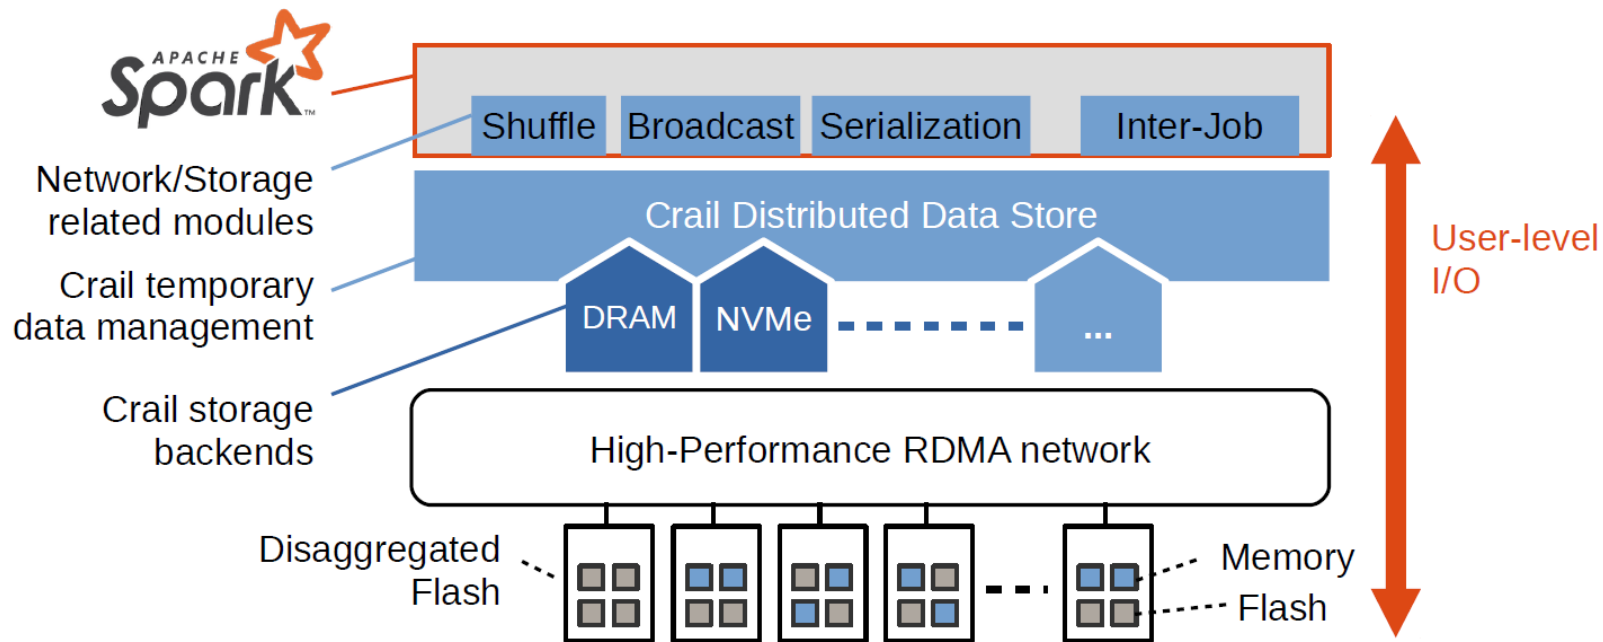 APACHE
Spark™
Shuffle
Broadcast
Serialization
Inter-Job
Network/Storage
related modules
Crail Distributed Data Store
User-level
I/O
Crail temporary
data management
DRAM
NVMe
...
Crail storage
backends
High-Performance RDMA network
Disaggregated
Flash
Memory
Flash